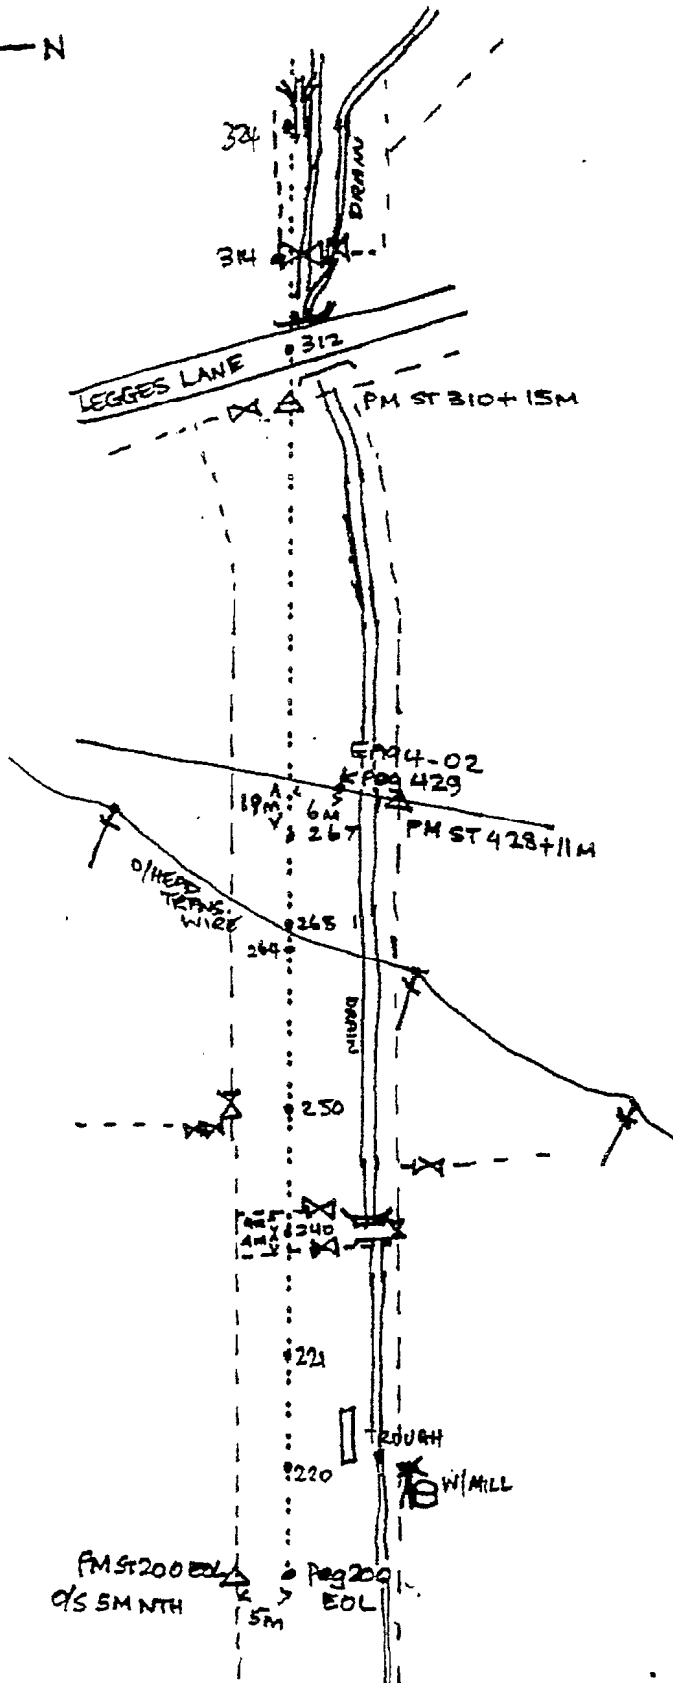 N
324
DRAIN
314
312
LEGGES LANE
PM ST 310+15M
EA94-02
Peg 429
19M
6M
267
PM ST 428+11M
O/HEAD
TRANS.
WIRE
265
264
DRAIN
250
240
221
TROUGH
220
W/MILL
PM ST 200 EOL
O/S 5M NTH
5M
Peg 200
EOL